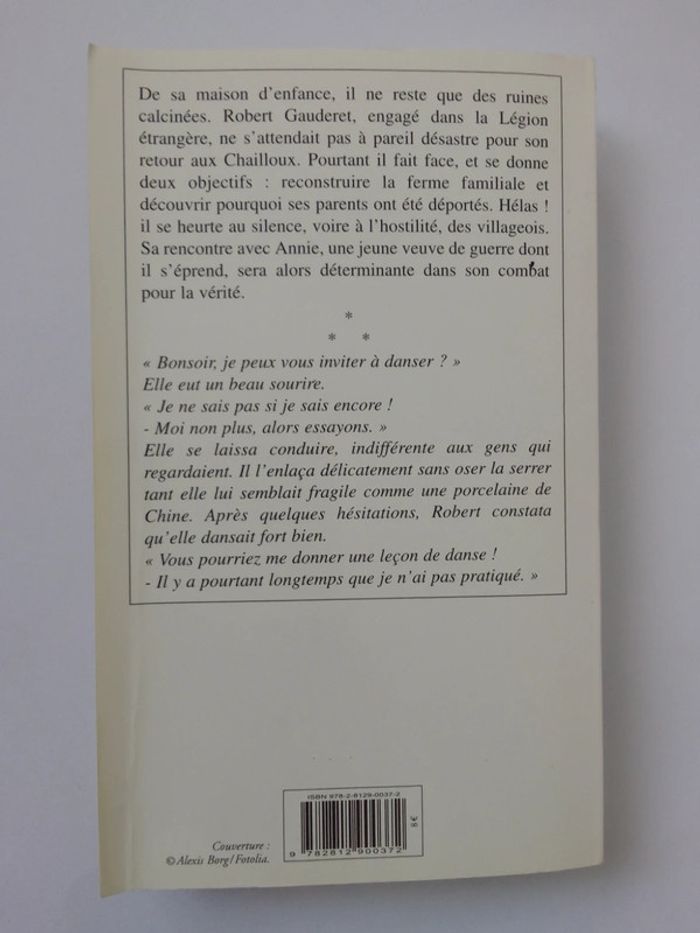 De sa maison d'enfance, il ne reste que des ruines
calcinées. Robert Gauderet, engagé dans la Légion
étrangère, ne s'attendait pas à pareil désastre pour son
retour aux Chailloux. Pourtant il fait face, et se donne
deux objectifs : reconstruire la ferme familiale et
découvrir pourquoi ses parents ont été déportés. Hélas !
il se heurte au silence, voire à l'hostilité, des villageois.
Sa rencontre avec Annie, une jeune veuve de guerre dont
il s'éprend, sera alors déterminante dans son combat
pour la vérité.
*
* *
« Bonsoir, je peux vous inviter à danser ? »
Elle eut un beau sourire.
« Je ne sais pas si je sais encore !
- Moi non plus, alors essayons. »
Elle se laissa conduire, indifférente aux gens qui
regardaient. Il l'enlaça délicatement sans oser la serrer
tant elle lui semblait fragile comme une porcelaine de
Chine. Après quelques hésitations, Robert constata
qu'elle dansait fort bien.
« Vous pourriez me donner une leçon de danse !
- Il y a pourtant longtemps que je n'ai pas pratiqué. »
ISBN 978-2-8129-0037-2
8 €
9 782812 900372
Couverture :
© Alexis Borg/Fotolia.